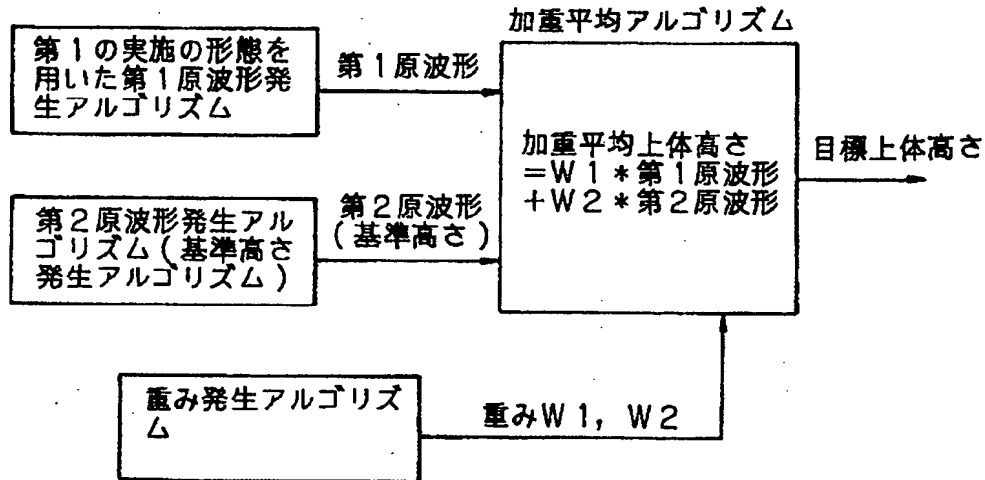 加重平均アルゴリズム
第1の実施の形態を
用いた第1原波形発
生アルゴリズム
第1原波形
加重平均上体高さ
=W1*第1原波形
+W2*第2原波形
目標上体高さ
第2原波形発生アル
ゴリズム(基準高さ
発生アルゴリズム)
第2原波形
(基準高さ)
重み発生アルゴリズ
ム
重みW1, W2